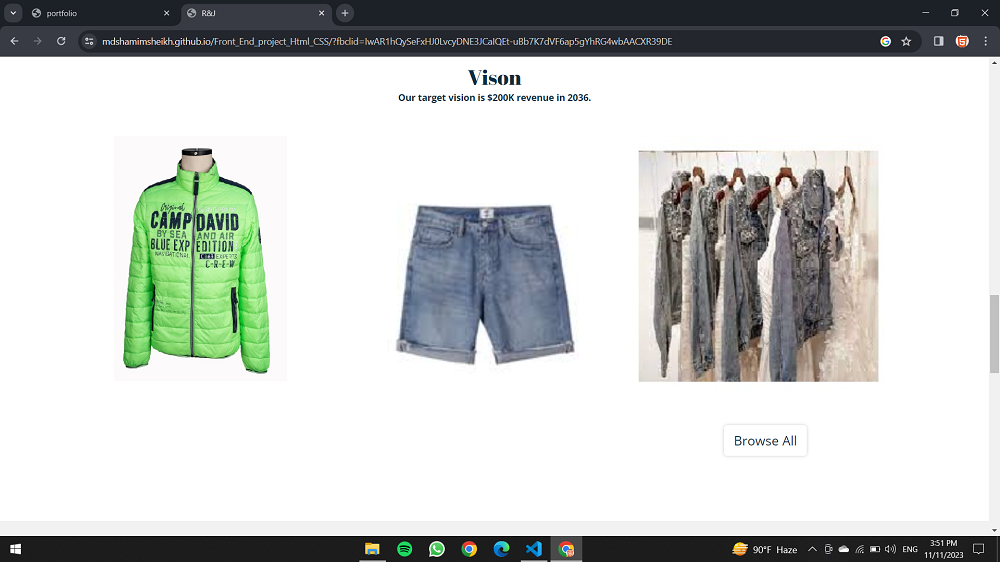 portfolio
R&J
mdshamimsheikh.github.io/Front_End_project_Html_CSS/?fbclid=IwAR1hQySeFxHJ0LvcyDNE3JCalQEt-uBb7K7dVF6ap5gYhRG4wbAACXR39DE
Vison
Our target vision is $200K revenue in 2036.
Original
CAMP DAVID
BY SEA AND AIR
BLUE EXPEDITION
NAVIGATIONAL EXPERTS
C-R-E-W
Browse All
90°F Haze
ENG
3:51 PM
11/11/2023